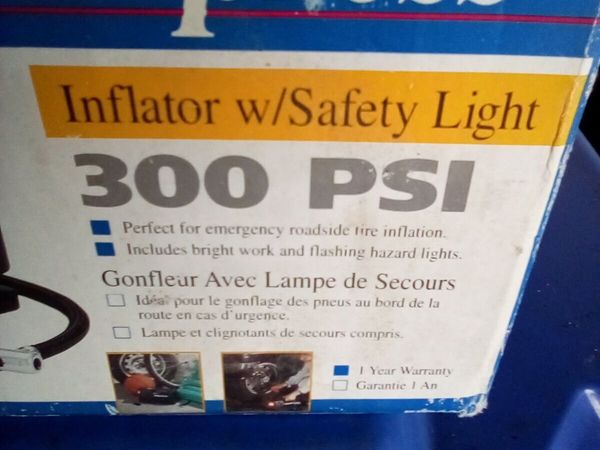 Inflator w/Safety Light
300 PSI
Perfect for emergency roadside tire inflation.
Includes bright work and flashing hazard lights.
Gonfleur Avec Lampe de Secours
Idéal pour le gonflage des pneus au bord de la
route en cas d'urgence.
Lampe et clignotants de secours compris.
1 Year Warranty
Garantie 1 An